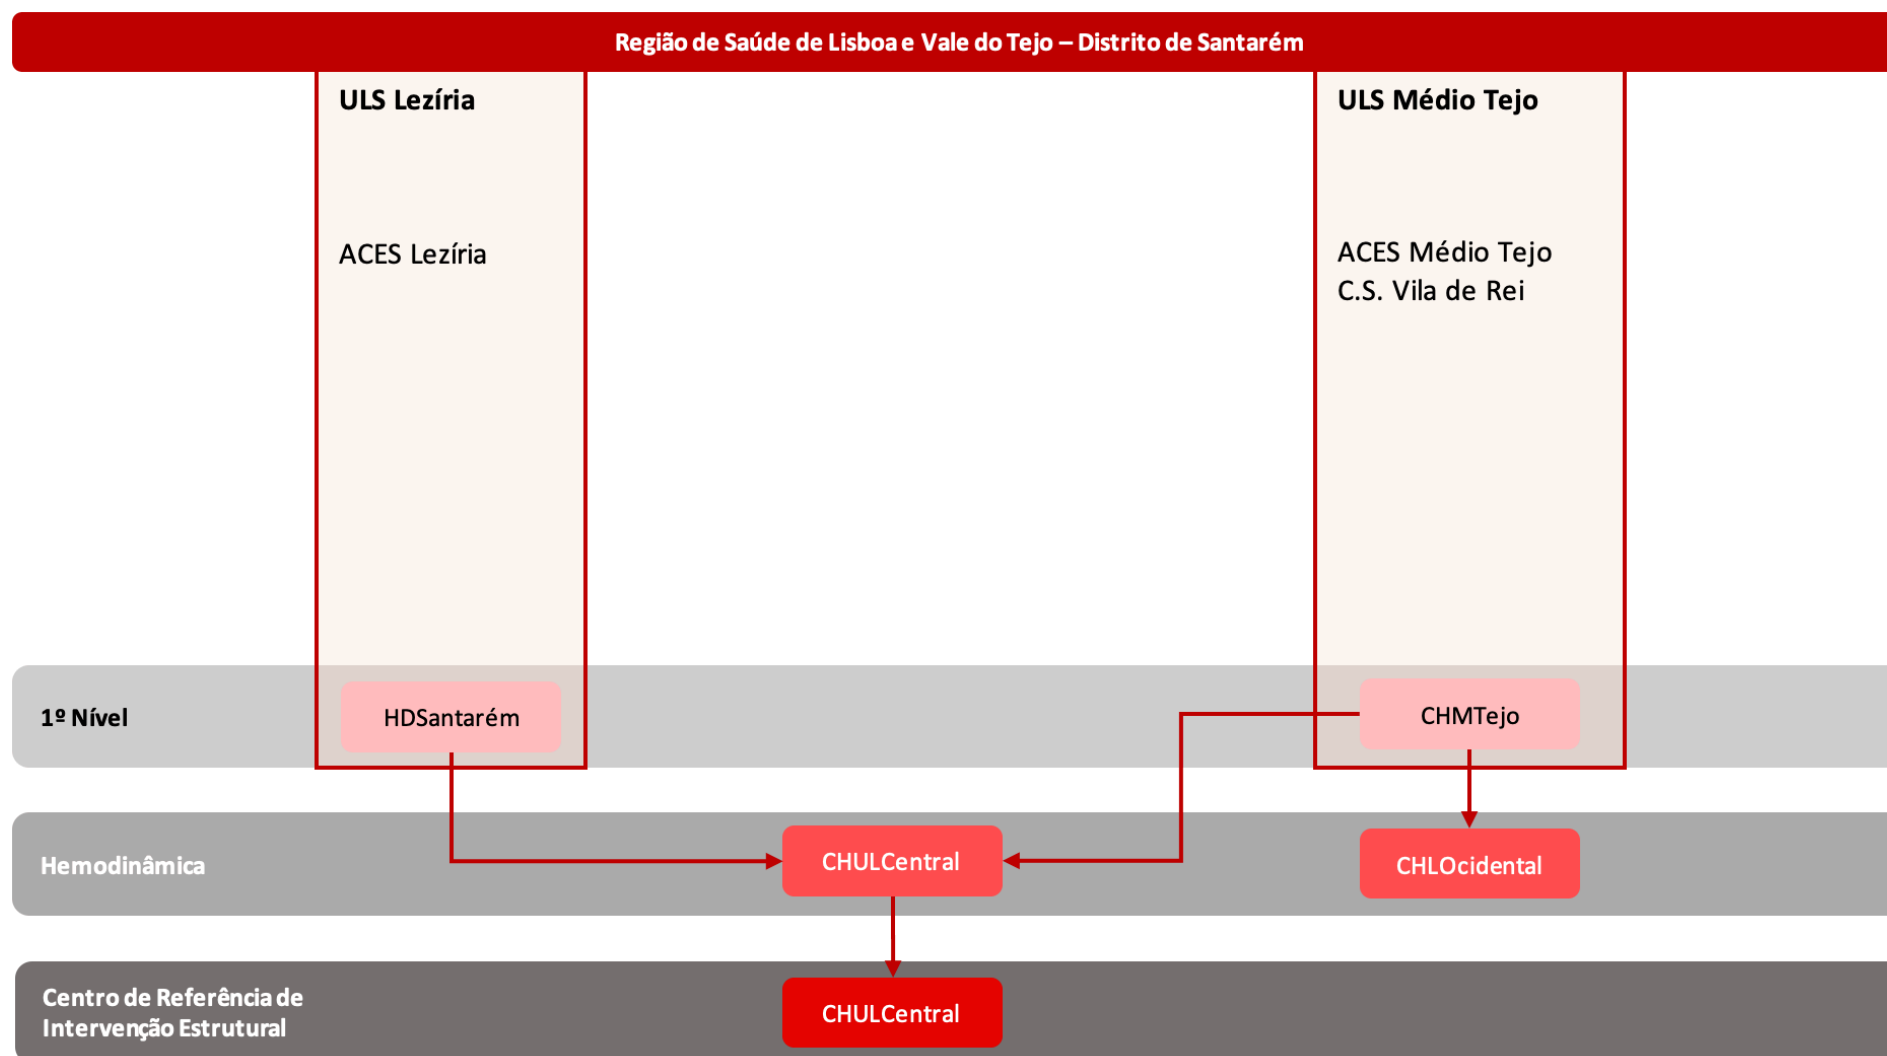 Região de Saúde de Lisboa e Vale do Tejo – Distrito de Santarém
ULS Lezíria
ULS Médio Tejo
ACES Lezíria
ACES Médio Tejo
C.S. Vila de Rei
1º Nível
HDSantarém
CHMTejo
Hemodinâmica
CHULCentral
CHLOcidental
Centro de Referência de
Intervenção Estrutural
CHULCentral